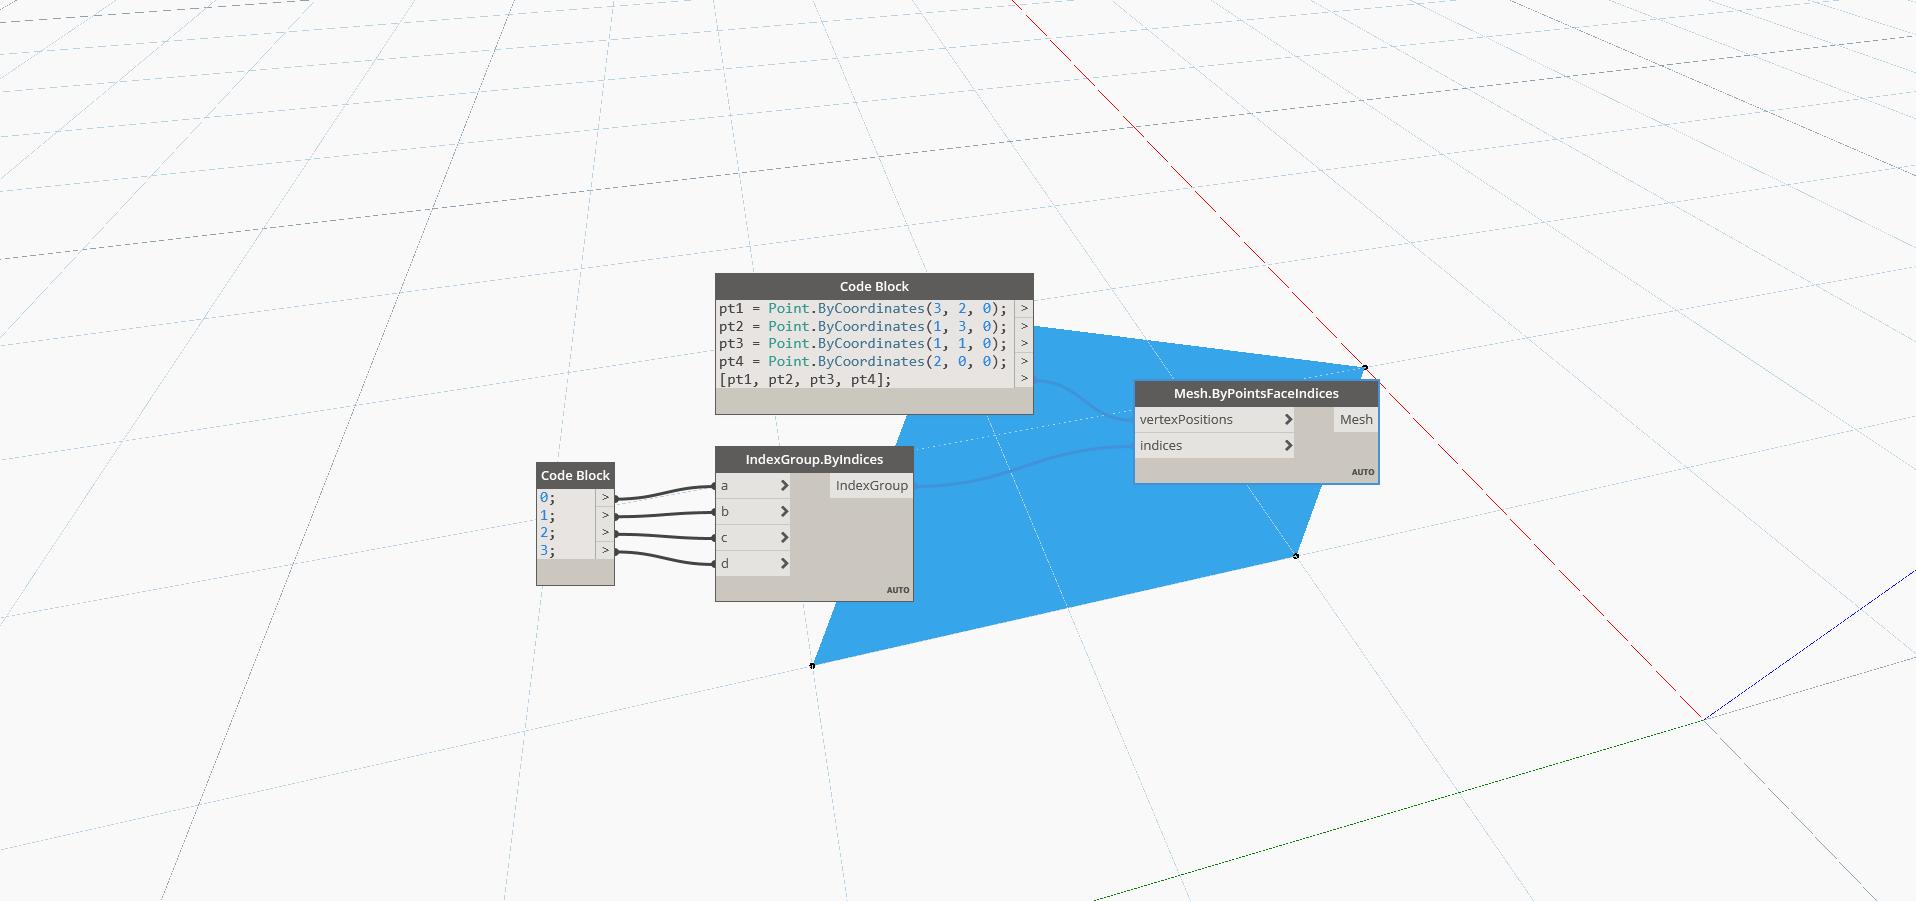 Code Block
pt1 = Point.ByCoordinates(3, 2, 0); >
pt2 = Point.ByCoordinates(1, 3, 0); >
pt3 = Point.ByCoordinates(1, 1, 0); >
pt4 = Point.ByCoordinates(2, 0, 0); >
[pt1, pt2, pt3, pt4]; >
Mesh.ByPointsFaceIndices
vertexPositions > Mesh
indices >
AUTO
Code Block
0; >
1; >
2; >
3; >
IndexGroup.ByIndices
a > IndexGroup
b >
c >
d >
AUTO